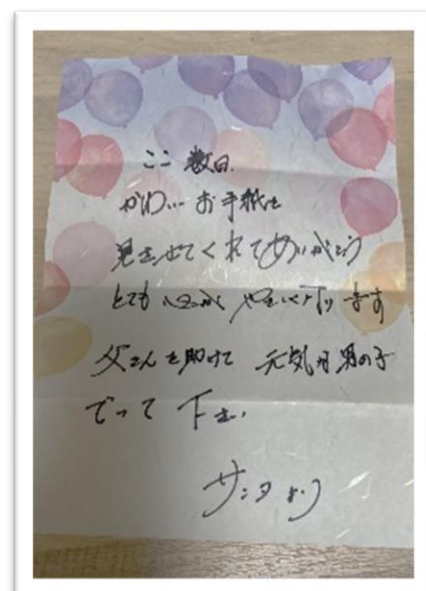 ここ 数日
かわいいお手紙を
見させてくれてありがとう
とても 心が やさしく なります
父さんを助けて 元気な男の子
でって 下さい
サンタより